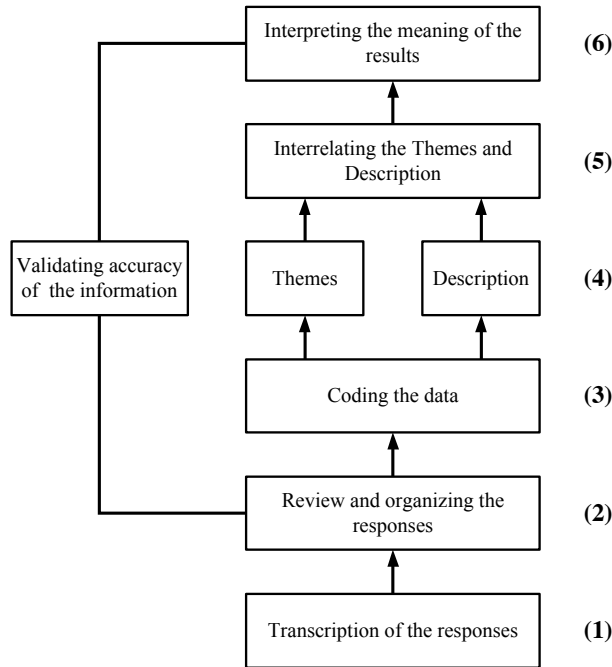 Interpreting the meaning of the
results
(6)
Interrelating the Themes and
Description
(5)
Validating accuracy
of the information
Themes
Description
(4)
Coding the data
(3)
Review and organizing the
responses
(2)
Transcription of the responses
(1)